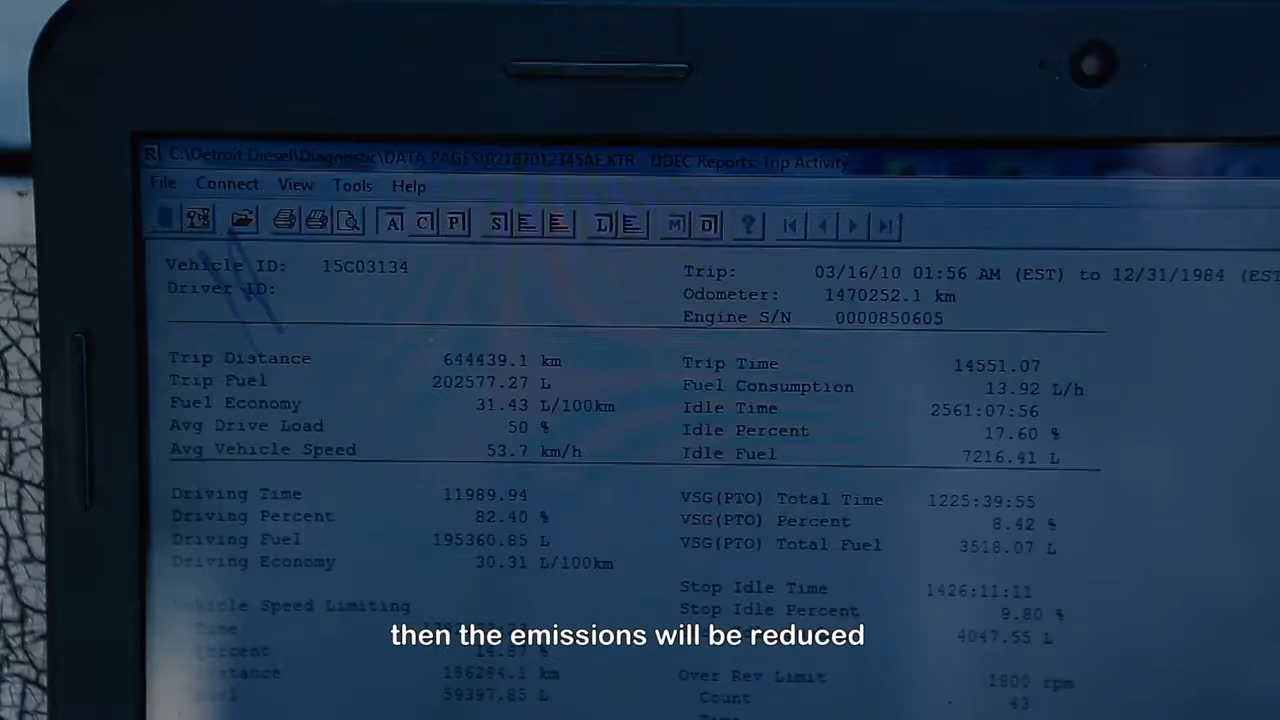 C:\Detroit Diesel\Diagnostic\DATA PAGES\02187012345AE.XTR DDEC Reports: Trip Activity
File Connect View Tools Help
A C P S L M D ?
Vehicle ID: 15C03134
Driver ID:
Trip: 03/16/10 01:56 AM (EST) to 12/31/1984 (EST
Odometer: 1470252.1 km
Engine S/N 0000850605
Trip Distance 644439.1 km
Trip Fuel 202577.27 L
Fuel Economy 31.43 L/100km
Avg Drive Load 50 %
Avg Vehicle Speed 53.7 km/h
Trip Time 14551.07
Fuel Consumption 13.92 L/h
Idle Time 2561:07:56
Idle Percent 17.60 %
Idle Fuel 7216.41 L
Driving Time 11989.94
Driving Percent 82.40 %
Driving Fuel 195360.85 L
Driving Economy 30.31 L/100km
VSG(PTO) Total Time 1225:39:55
VSG(PTO) Percent 8.42 %
VSG(PTO) Total Fuel 3518.07 L
Stop Idle Time 1426:11:11
Stop Idle Percent 9.80 %
4047.55 L
Vehicle Speed Limiting
Time
Percent %
Distance 186284.1 km
Fuel 59397.85 L
Over Rev Limit 1800 rpm
Count 43
then the emissions will be reduced